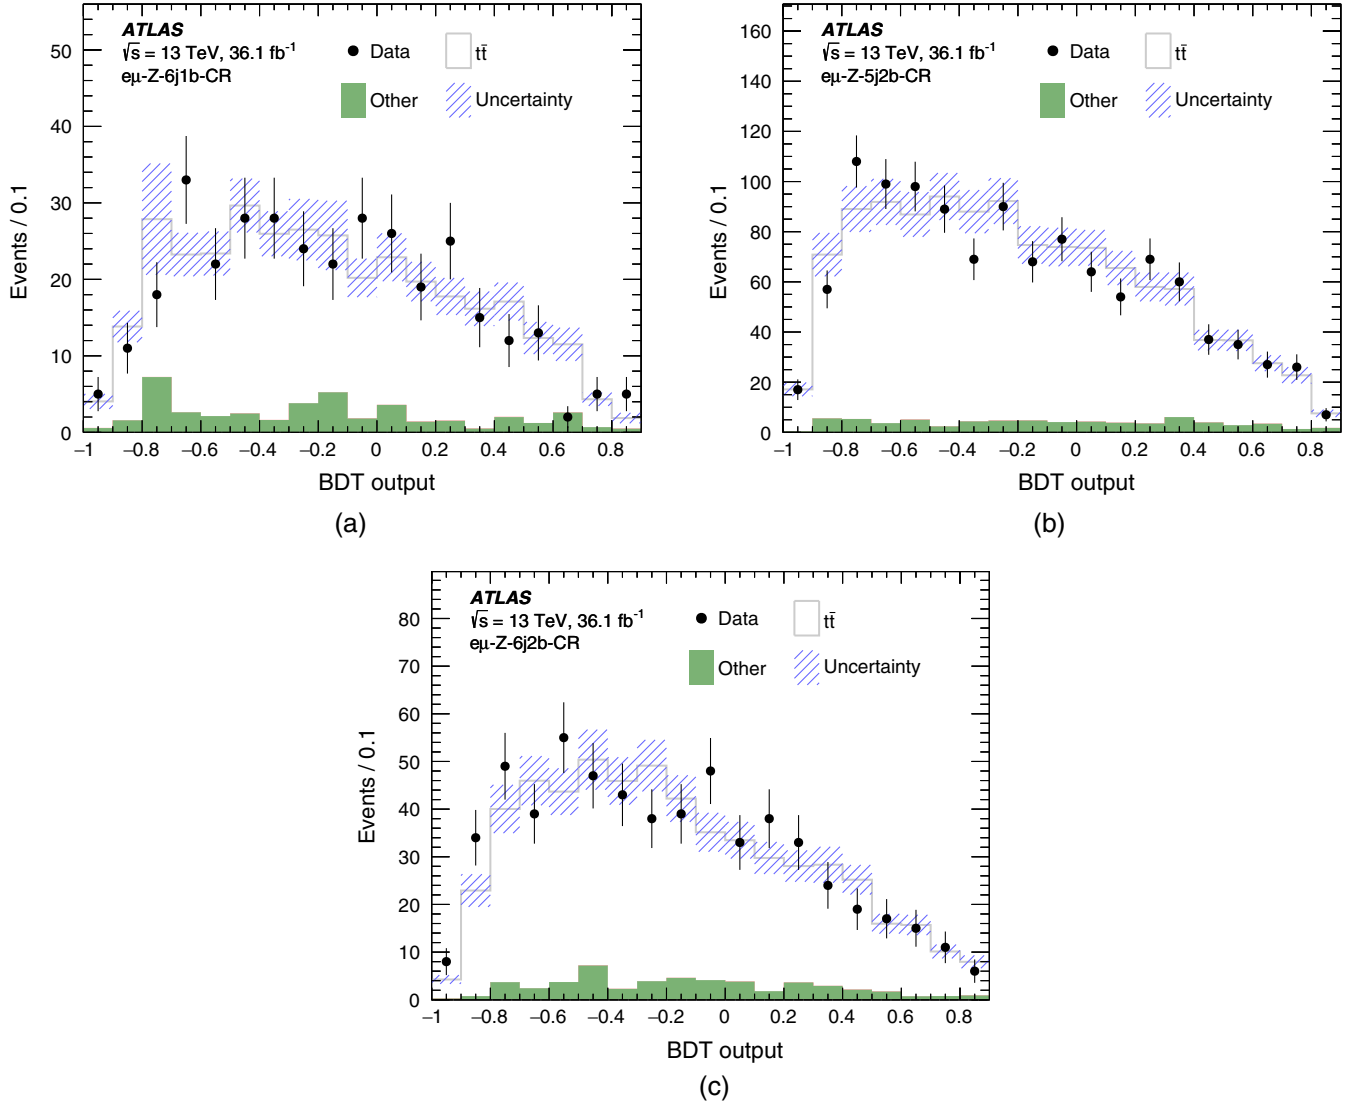 ATLAS
√s = 13 TeV, 36.1 fb⁻¹
eμ-Z-6j1b-CR
Data
tt̄
Other
Uncertainty
Events / 0.1
50
40
30
20
10
0
−1 −0.8 −0.6 −0.4 −0.2 0 0.2 0.4 0.6 0.8
BDT output
(a)
ATLAS
√s = 13 TeV, 36.1 fb⁻¹
eμ-Z-5j2b-CR
Data
tt̄
Other
Uncertainty
Events / 0.1
160
140
120
100
80
60
40
20
0
−1 −0.8 −0.6 −0.4 −0.2 0 0.2 0.4 0.6 0.8
BDT output
(b)
ATLAS
√s = 13 TeV, 36.1 fb⁻¹
eμ-Z-6j2b-CR
Data
tt̄
Other
Uncertainty
Events / 0.1
80
70
60
50
40
30
20
10
0
−1 −0.8 −0.6 −0.4 −0.2 0 0.2 0.4 0.6 0.8
BDT output
(c)